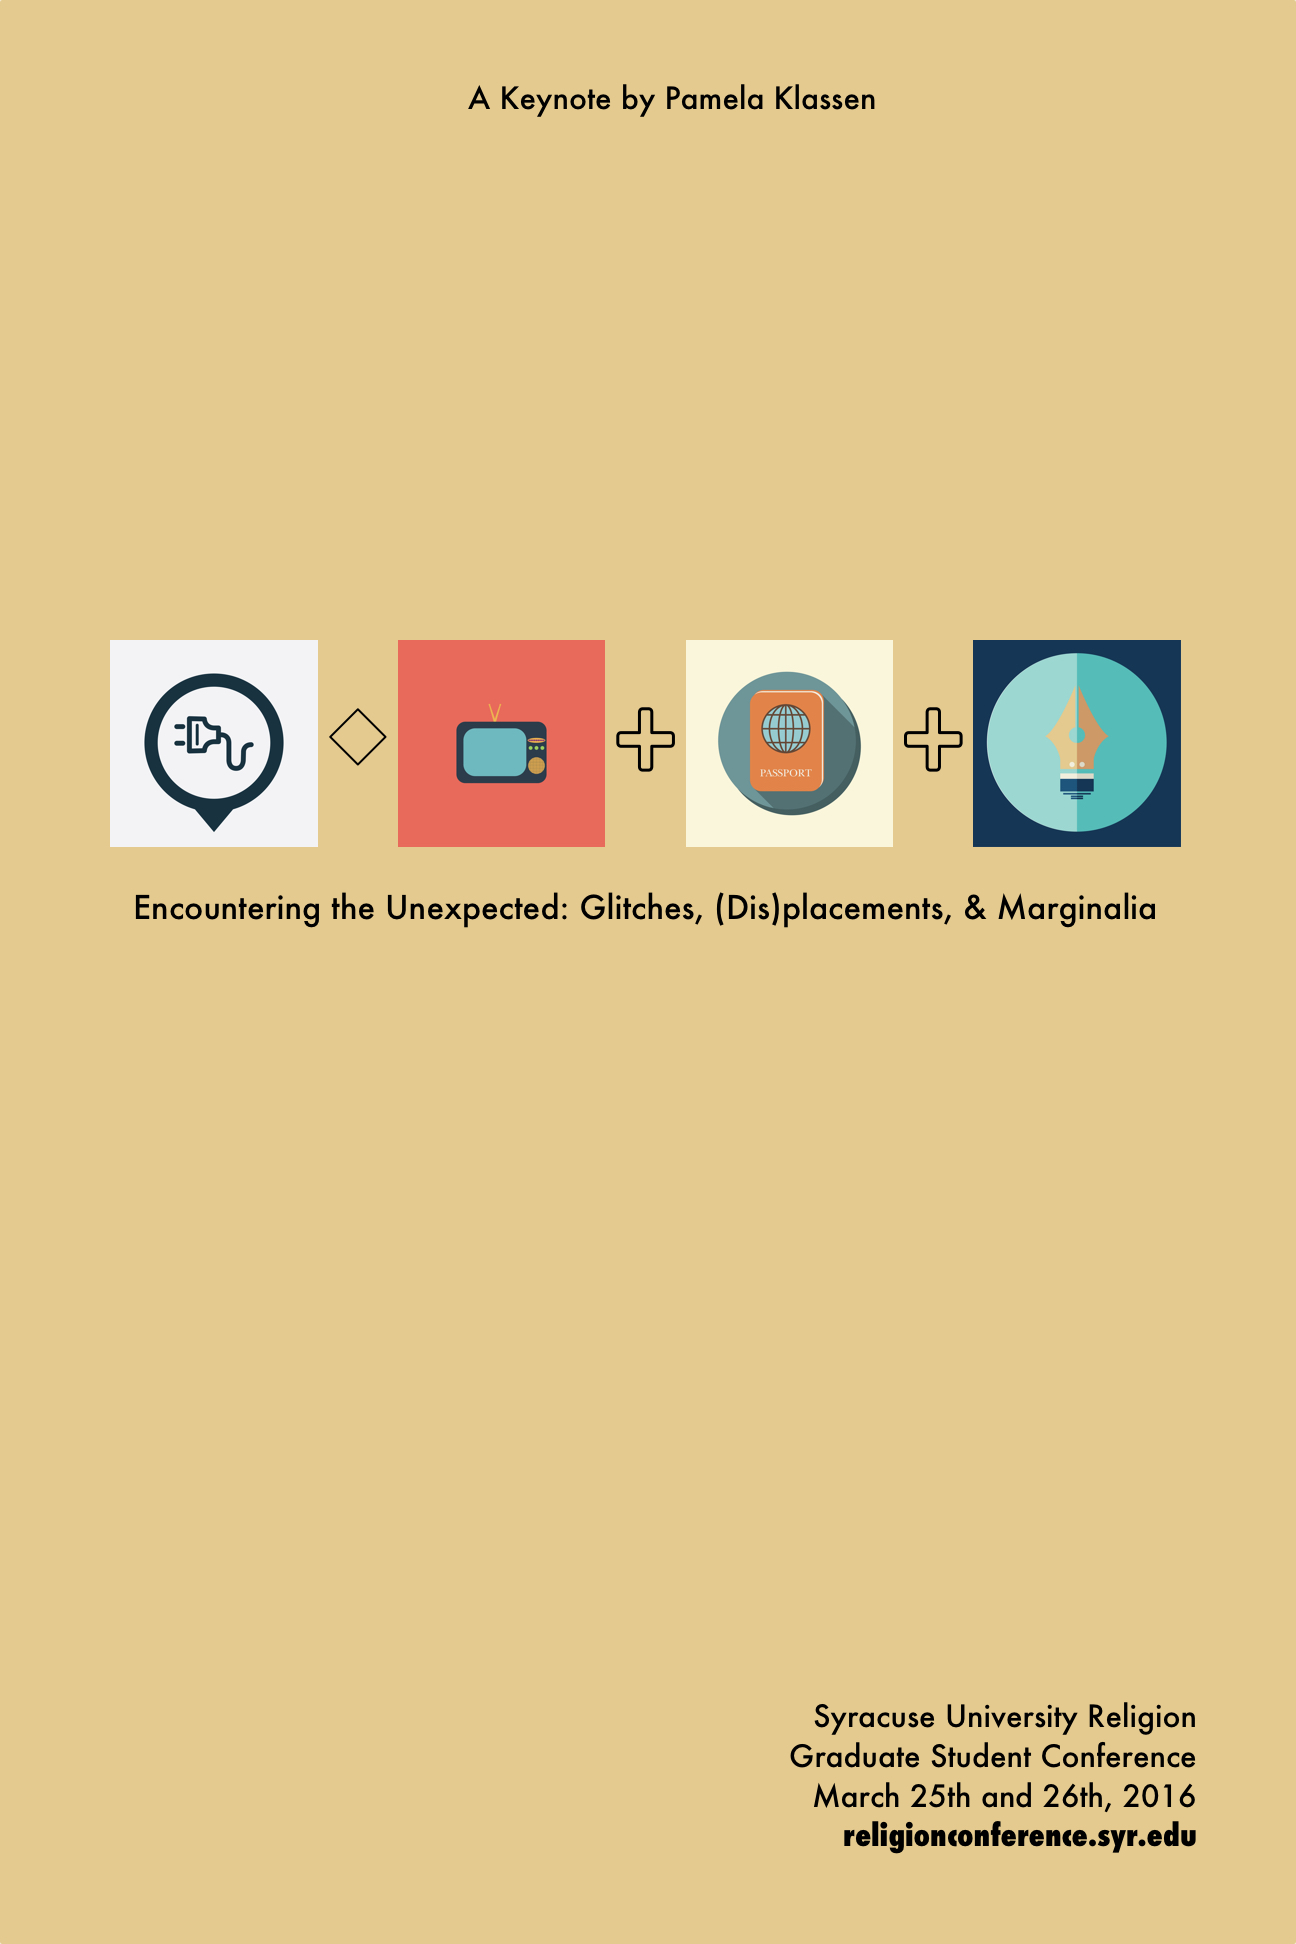 A Keynote by Pamela Klassen
PASSPORT
Encountering the Unexpected: Glitches, (Dis)placements, & Marginalia
Syracuse University Religion
Graduate Student Conference
March 25th and 26th, 2016
religionconference.syr.edu